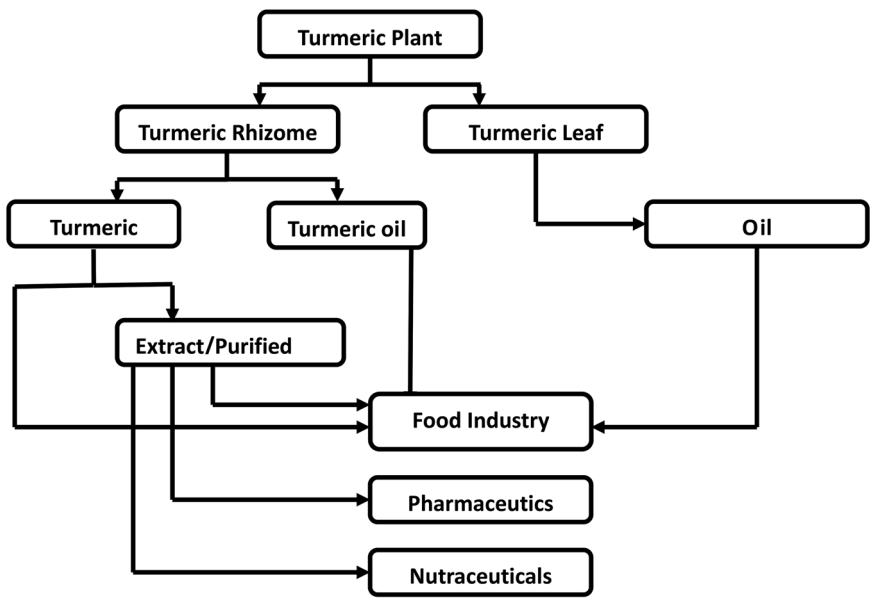 Turmeric Plant
Turmeric Rhizome
Turmeric Leaf
Turmeric
Turmeric oil
Oil
Extract/Purified
Food Industry
Pharmaceutics
Nutraceuticals